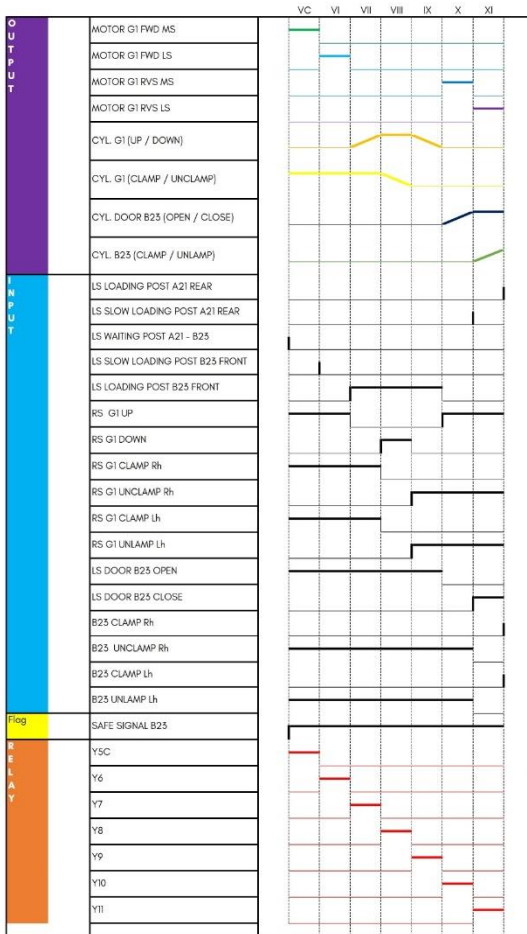 VC VI VII VIII IX X XI
OUTPUT
MOTOR G1 FWD MS
MOTOR G1 FWD LS
MOTOR G1 RVS MS
MOTOR G1 RVS LS
CYL. G1 (UP / DOWN)
CYL. G1 (CLAMP / UNCLAMP)
CYL. DOOR B23 (OPEN / CLOSE)
CYL. B23 (CLAMP / UNLAMP)
INPUT
LS LOADING POST A21 REAR
LS SLOW LOADING POST A21 REAR
LS WAITING POST A21 - B23
LS SLOW LOADING POST B23 FRONT
LS LOADING POST B23 FRONT
RS G1 UP
RS G1 DOWN
RS G1 CLAMP Rh
RS G1 UNCLAMP Rh
RS G1 CLAMP Lh
RS G1 UNLAMP Lh
LS DOOR B23 OPEN
LS DOOR B23 CLOSE
B23 CLAMP Rh
B23 UNCLAMP Rh
B23 CLAMP Lh
B23 UNLAMP Lh
Flag
SAFE SIGNAL B23
RELAY
Y5C
Y6
Y7
Y8
Y9
Y10
Y11